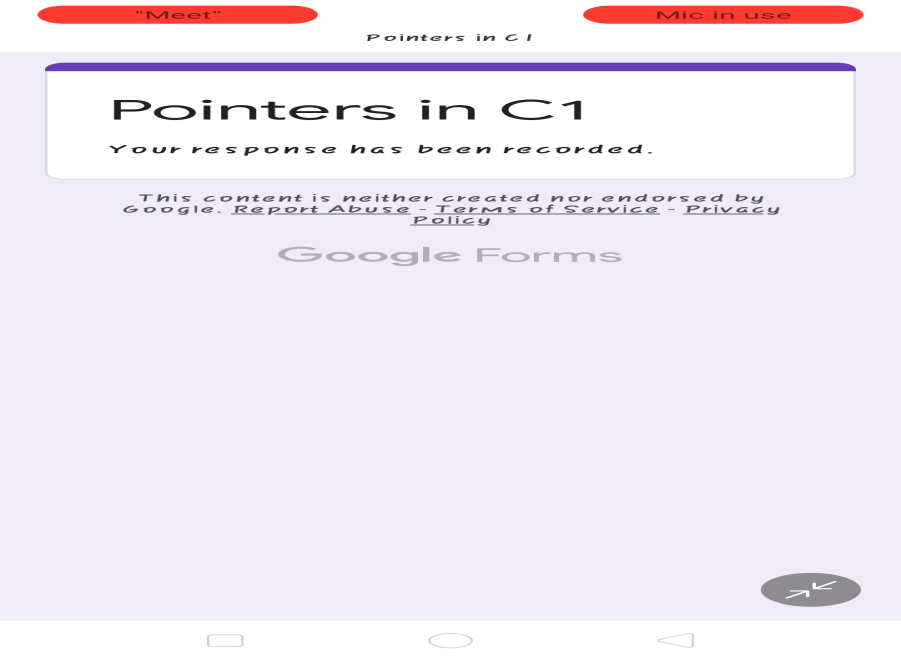 "Meet" Mic in use
Pointers in C 1
Pointers in C1
Your response has been recorded.
This content is neither created nor endorsed by
Google. Report Abuse - Terms of Service - Privacy
Policy
Google Forms